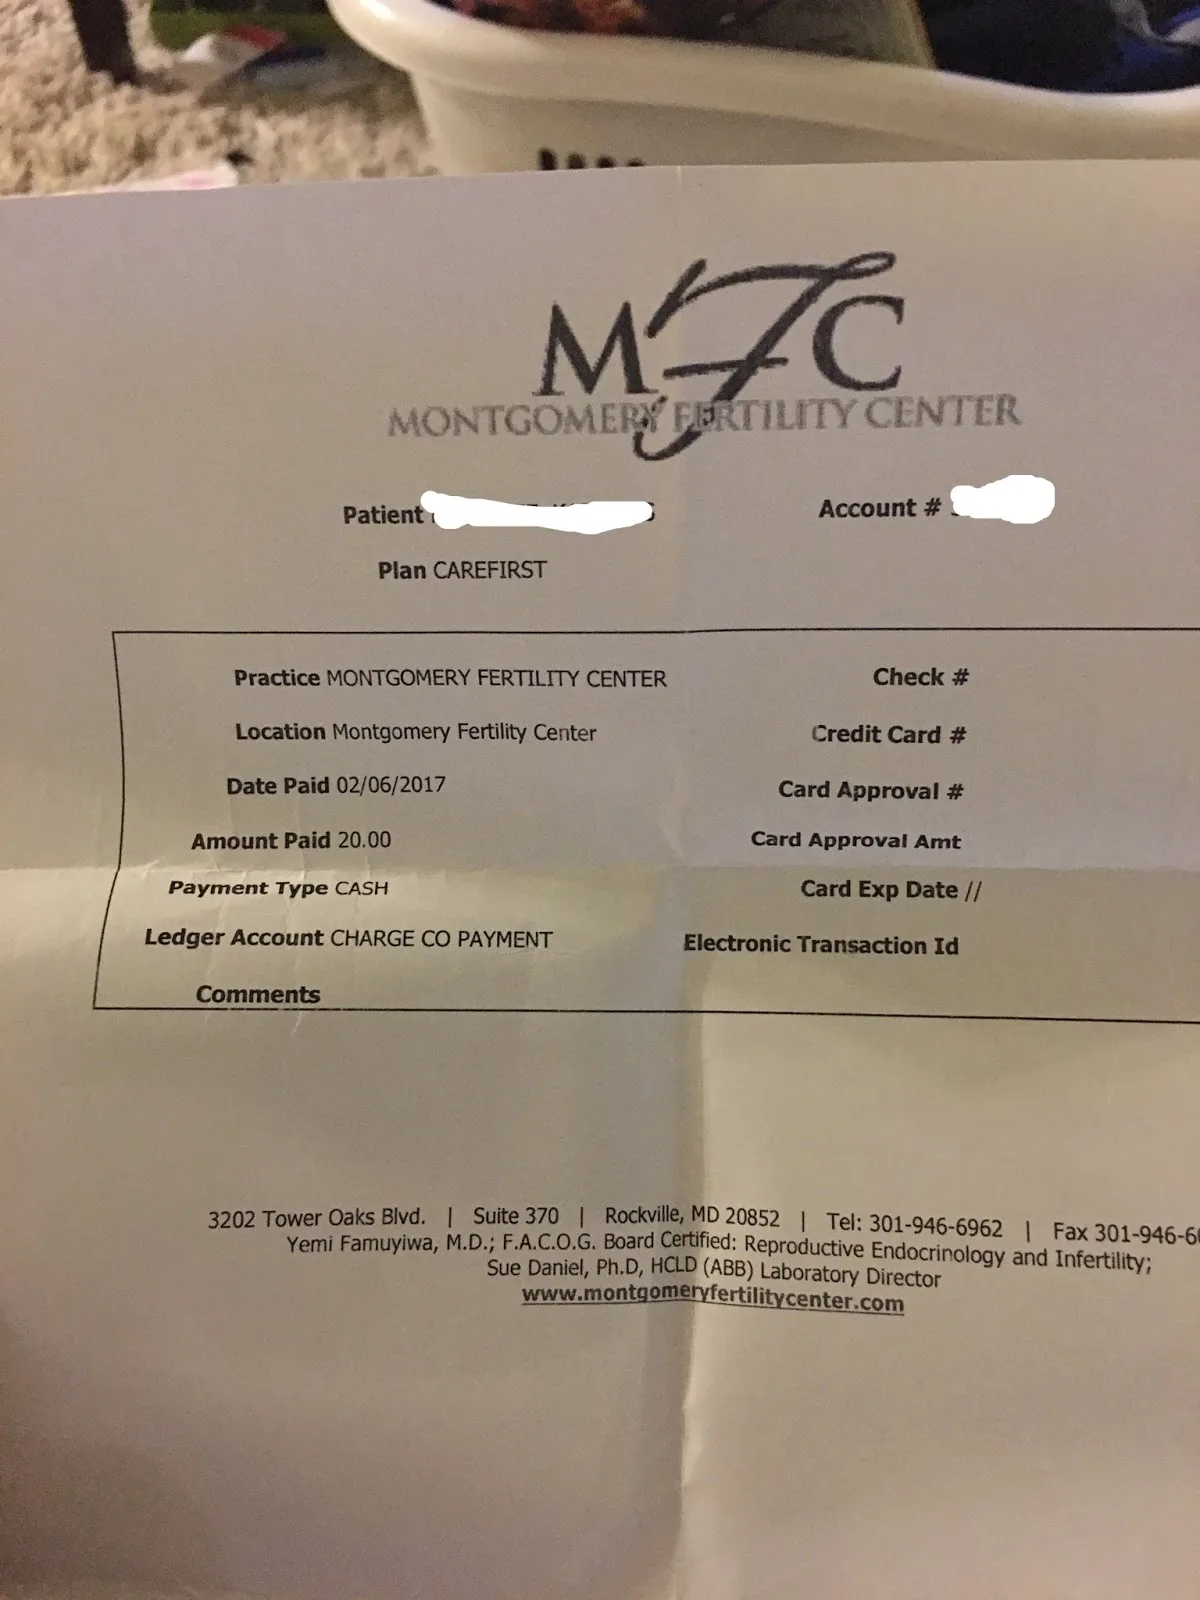 MFC
MONTGOMERY FERTILITY CENTER
Patient
Account #
Plan CAREFIRST
Practice MONTGOMERY FERTILITY CENTER
Check #
Location Montgomery Fertility Center
Credit Card #
Date Paid 02/06/2017
Card Approval #
Amount Paid 20.00
Card Approval Amt
Payment Type CASH
Card Exp Date //
Ledger Account CHARGE CO PAYMENT
Electronic Transaction Id
Comments
3202 Tower Oaks Blvd. | Suite 370 | Rockville, MD 20852 | Tel: 301-946-6962 | Fax 301-946-6
Yemi Famuyiwa, M.D.; F.A.C.O.G. Board Certified: Reproductive Endocrinology and Infertility;
Sue Daniel, Ph.D, HCLD (ABB) Laboratory Director
www.montgomeryfertilitycenter.com